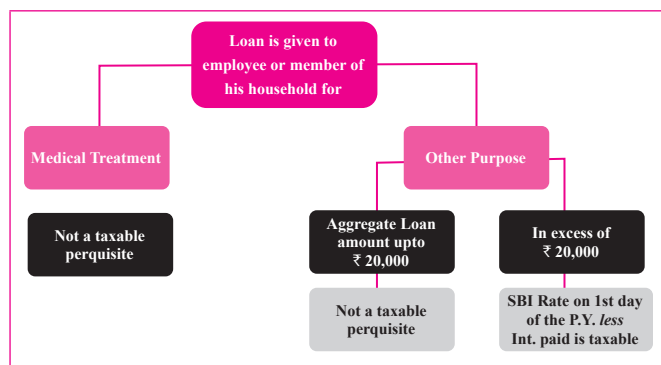 Loan is given to
employee or member of
his household for
Medical Treatment
Other Purpose
Not a taxable
perquisite
Aggregate Loan
amount upto
₹ 20,000
In excess of
₹ 20,000
Not a taxable
perquisite
SBI Rate on 1st day
of the P.Y. less
Int. paid is taxable